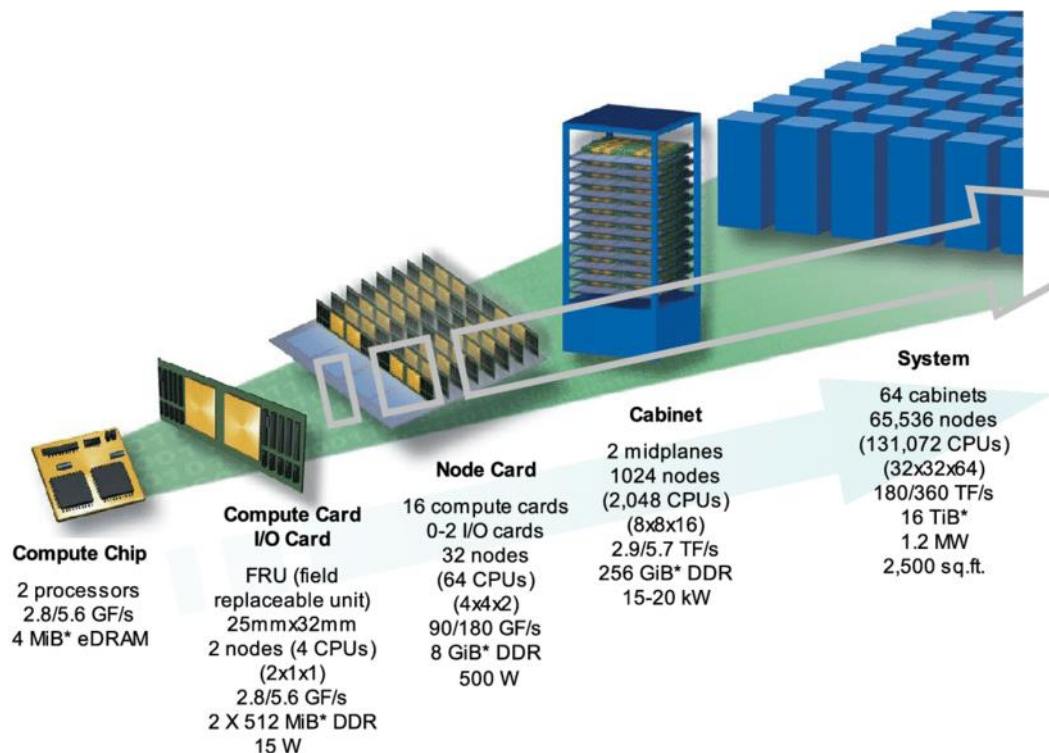 Compute Chip
2 processors
2.8/5.6 GF/s
4 MiB* eDRAM
Compute Card
I/O Card
FRU (field
replaceable unit)
25mmx32mm
2 nodes (4 CPUs)
(2x1x1)
2.8/5.6 GF/s
2 X 512 MiB* DDR
15 W
Node Card
16 compute cards
0-2 I/O cards
32 nodes
(64 CPUs)
(4x4x2)
90/180 GF/s
8 GiB* DDR
500 W
Cabinet
2 midplanes
1024 nodes
(2,048 CPUs)
(8x8x16)
2.9/5.7 TF/s
256 GiB* DDR
15-20 kW
System
64 cabinets
65,536 nodes
(131,072 CPUs)
(32x32x64)
180/360 TF/s
16 TiB*
1.2 MW
2,500 sq.ft.